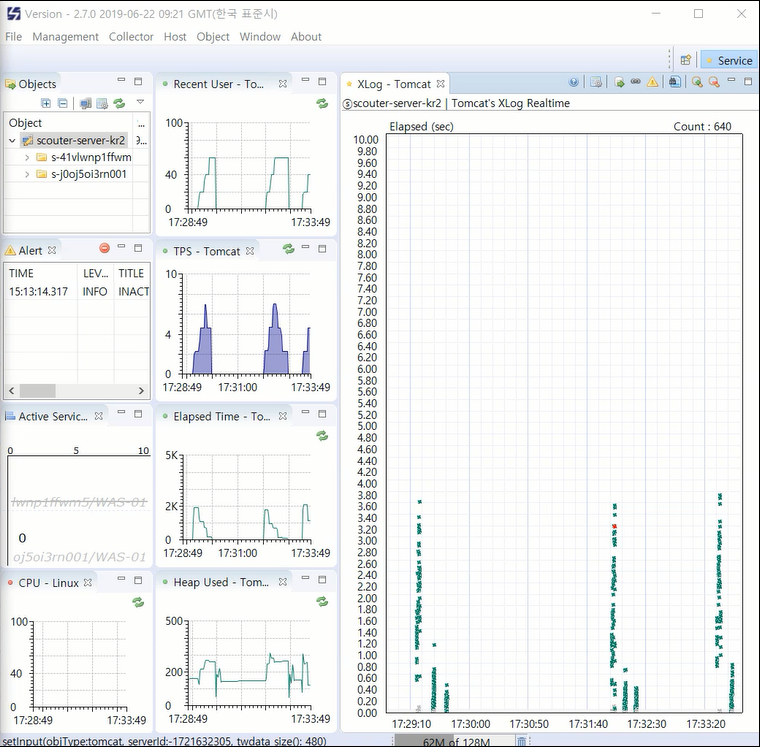 Version - 2.7.0 2019-06-22 09:21 GMT(한국 표준시)
File Management Collector Host Object Window About
Service
Objects
Object ...
scouter-server-kr2 9...
s-41vlwnp1ffwm
s-j0oj5oi3rn001
Alert
TIME LEV... TITLE
15:13:14.317 INFO INACT
Active Servic...
0 5 10
lwnp1ffwm5/WAS-01
0
oj5oi3rn001/WAS-01
CPU - Linux
100
40
0
17:28:49 17:33:49
Recent User - To...
100
40
0
17:28:49 17:33:49
TPS - Tomcat
10
4
0
17:28:49 17:31:00 17:33:49
Elapsed Time - To...
5K
2K
0
17:28:49 17:31:00 17:33:49
Heap Used - Tom...
500
200
0
17:28:49 17:33:49
XLog - Tomcat
scouter-server-kr2 | Tomcat's XLog Realtime
Elapsed (sec) Count : 640
10.00
9.80
9.60
9.40
9.20
9.00
8.80
8.60
8.40
8.20
8.00
7.80
7.60
7.40
7.20
7.00
6.80
6.60
6.40
6.20
6.00
5.80
5.60
5.40
5.20
5.00
4.80
4.60
4.40
4.20
4.00
3.80
3.60
3.40
3.20
3.00
2.80
2.60
2.40
2.20
2.00
1.80
1.60
1.40
1.20
1.00
0.80
0.60
0.40
0.20
0.00
17:29:10 17:30:00 17:30:50 17:31:40 17:32:30 17:33:20
setInput(objType:tomcat, serverId:-1721632305, twdata size(): 480)
62M of 128M